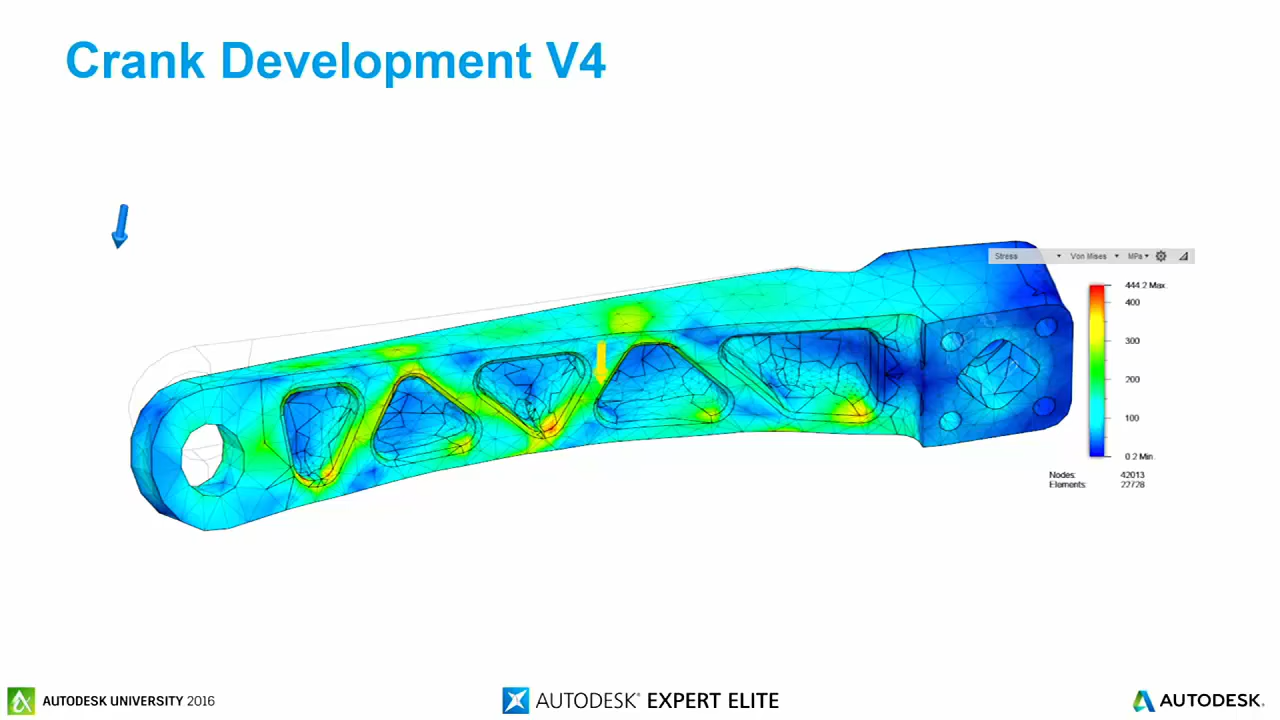 Crank Development V4
Stress Von Mises MPa
444.2 Max.
400
300
200
100
0.2 Min.
Nodes: 42013
Elements: 22728
AUTODESK UNIVERSITY 2016
AUTODESK® EXPERT ELITE
AUTODESK.